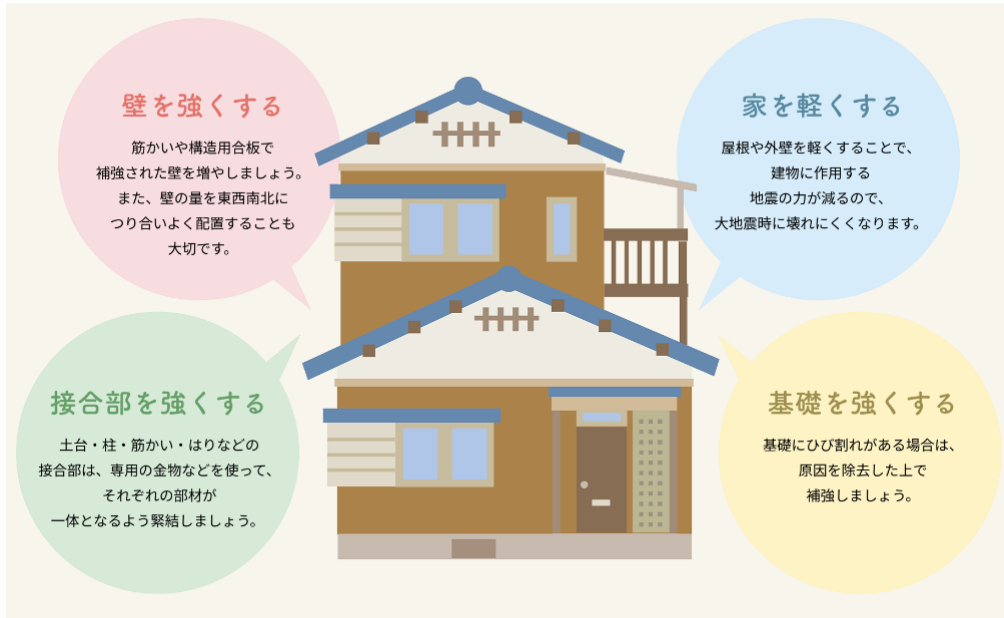 壁を強くする
筋かいや構造用合板で
補強された壁を増やしましょう。
また、壁の量を東西南北に
つり合いよく配置することも
大切です。
家を軽くする
屋根や外壁を軽くすることで、
建物に作用する
地震の力が減るので、
大地震時に壊れにくくなります。
接合部を強くする
土台・柱・筋かい・はりなどの
接合部は、専用の金物などを使って、
それぞれの部材が
一体となるよう緊結しましょう。
基礎を強くする
基礎にひび割れがある場合は、
原因を除去した上で
補強しましょう。